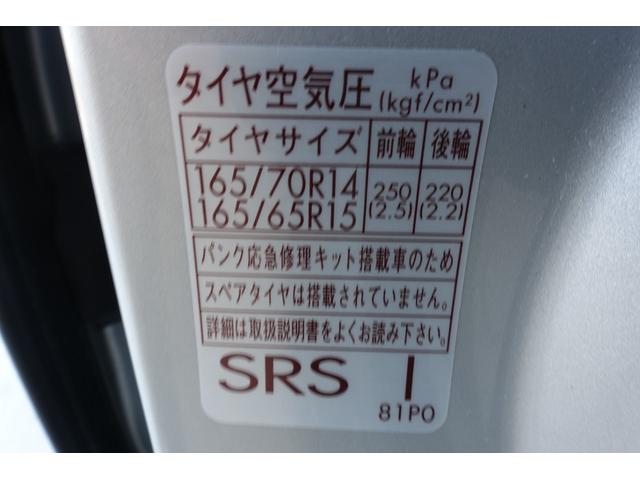 タイヤ空気圧 kPa (kgf/cm²)
タイヤサイズ 前輪 後輪
165/70R14 250 220
165/65R15 (2.5) (2.2)
パンク応急修理キット搭載車のため
スペアタイヤは搭載されていません。
詳細は取扱説明書をよくお読み下さい。
SRS I
81P0